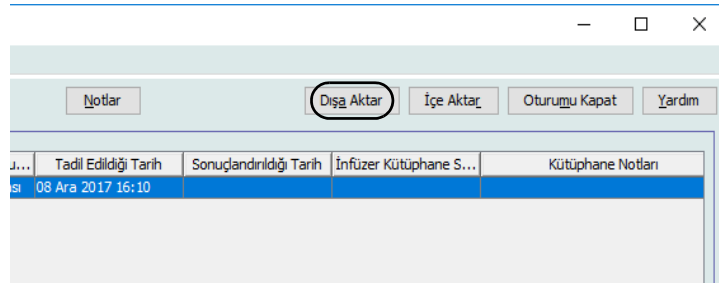 Notlar Dışa Aktar İçe Aktar Oturumu Kapat Yardım
u... Tadil Edildiği Tarih Sonuçlandırıldığı Tarih İnfüzer Kütüphane S... Kütüphane Notları
ası 08 Ara 2017 16:10